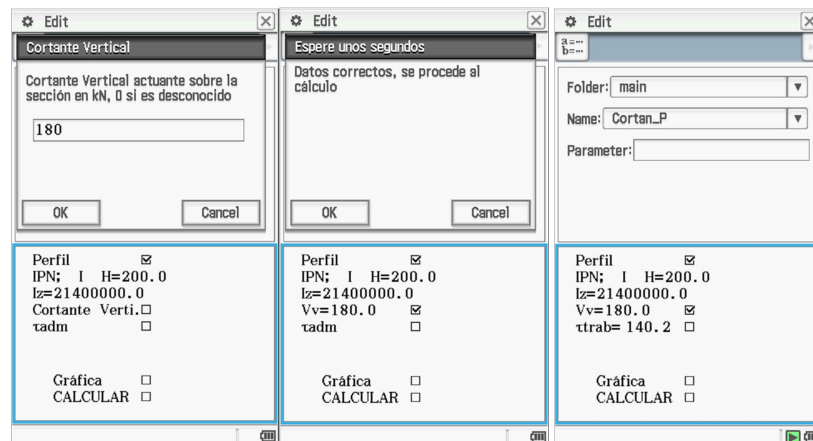 Edit
Cortante Vertical
Cortante Vertical actuante sobre la
sección en kN, 0 si es desconocido
180
OK Cancel
Perfil
IPN; I H=200.0
Iz=21400000.0
Cortante Verti.
τadm
Gráfica
CALCULAR
Edit
Espere unos segundos
Datos correctos, se procede al
cálculo
OK Cancel
Perfil
IPN; I H=200.0
Iz=21400000.0
Vv=180.0
τadm
Gráfica
CALCULAR
Edit
a=…
b=…
Folder: main
Name: Cortan_P
Parameter:
Perfil
IPN; I H=200.0
Iz=21400000.0
Vv=180.0
τtrab= 140.2
Gráfica
CALCULAR